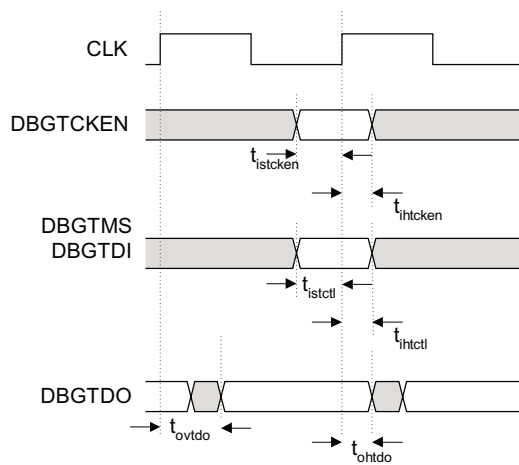 CLK
DBGTCKEN
tistcken
tihtcken
DBGTMS
DBGTDI
tistctl
tihtctl
DBGTDO
tovtdo
tohtdo